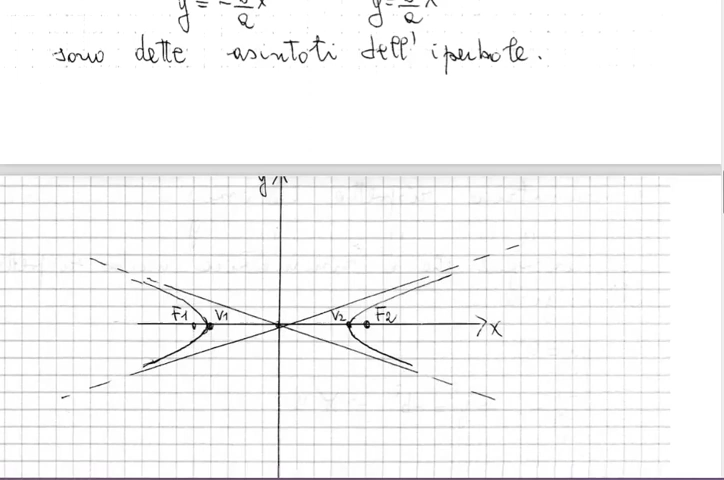 y = - b/a x y = b/a x
sono dette asintoti dell' iperbole.
y
F1 V1 V2 F2
x